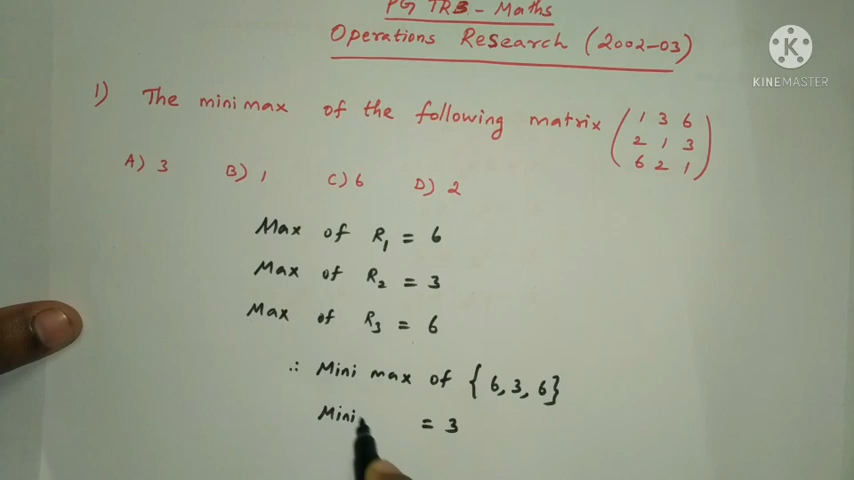 PG TRB - Maths
Operations Research (2002-03)
K
KINEMASTER
1) The minimax of the following matrix ( 1 3 6
2 1 3
6 2 1 )
A) 3 B) 1 C) 6 D) 2
Max of R₁ = 6
Max of R₂ = 3
Max of R₃ = 6
∴ Mini max of { 6, 3, 6 }
Mini = 3